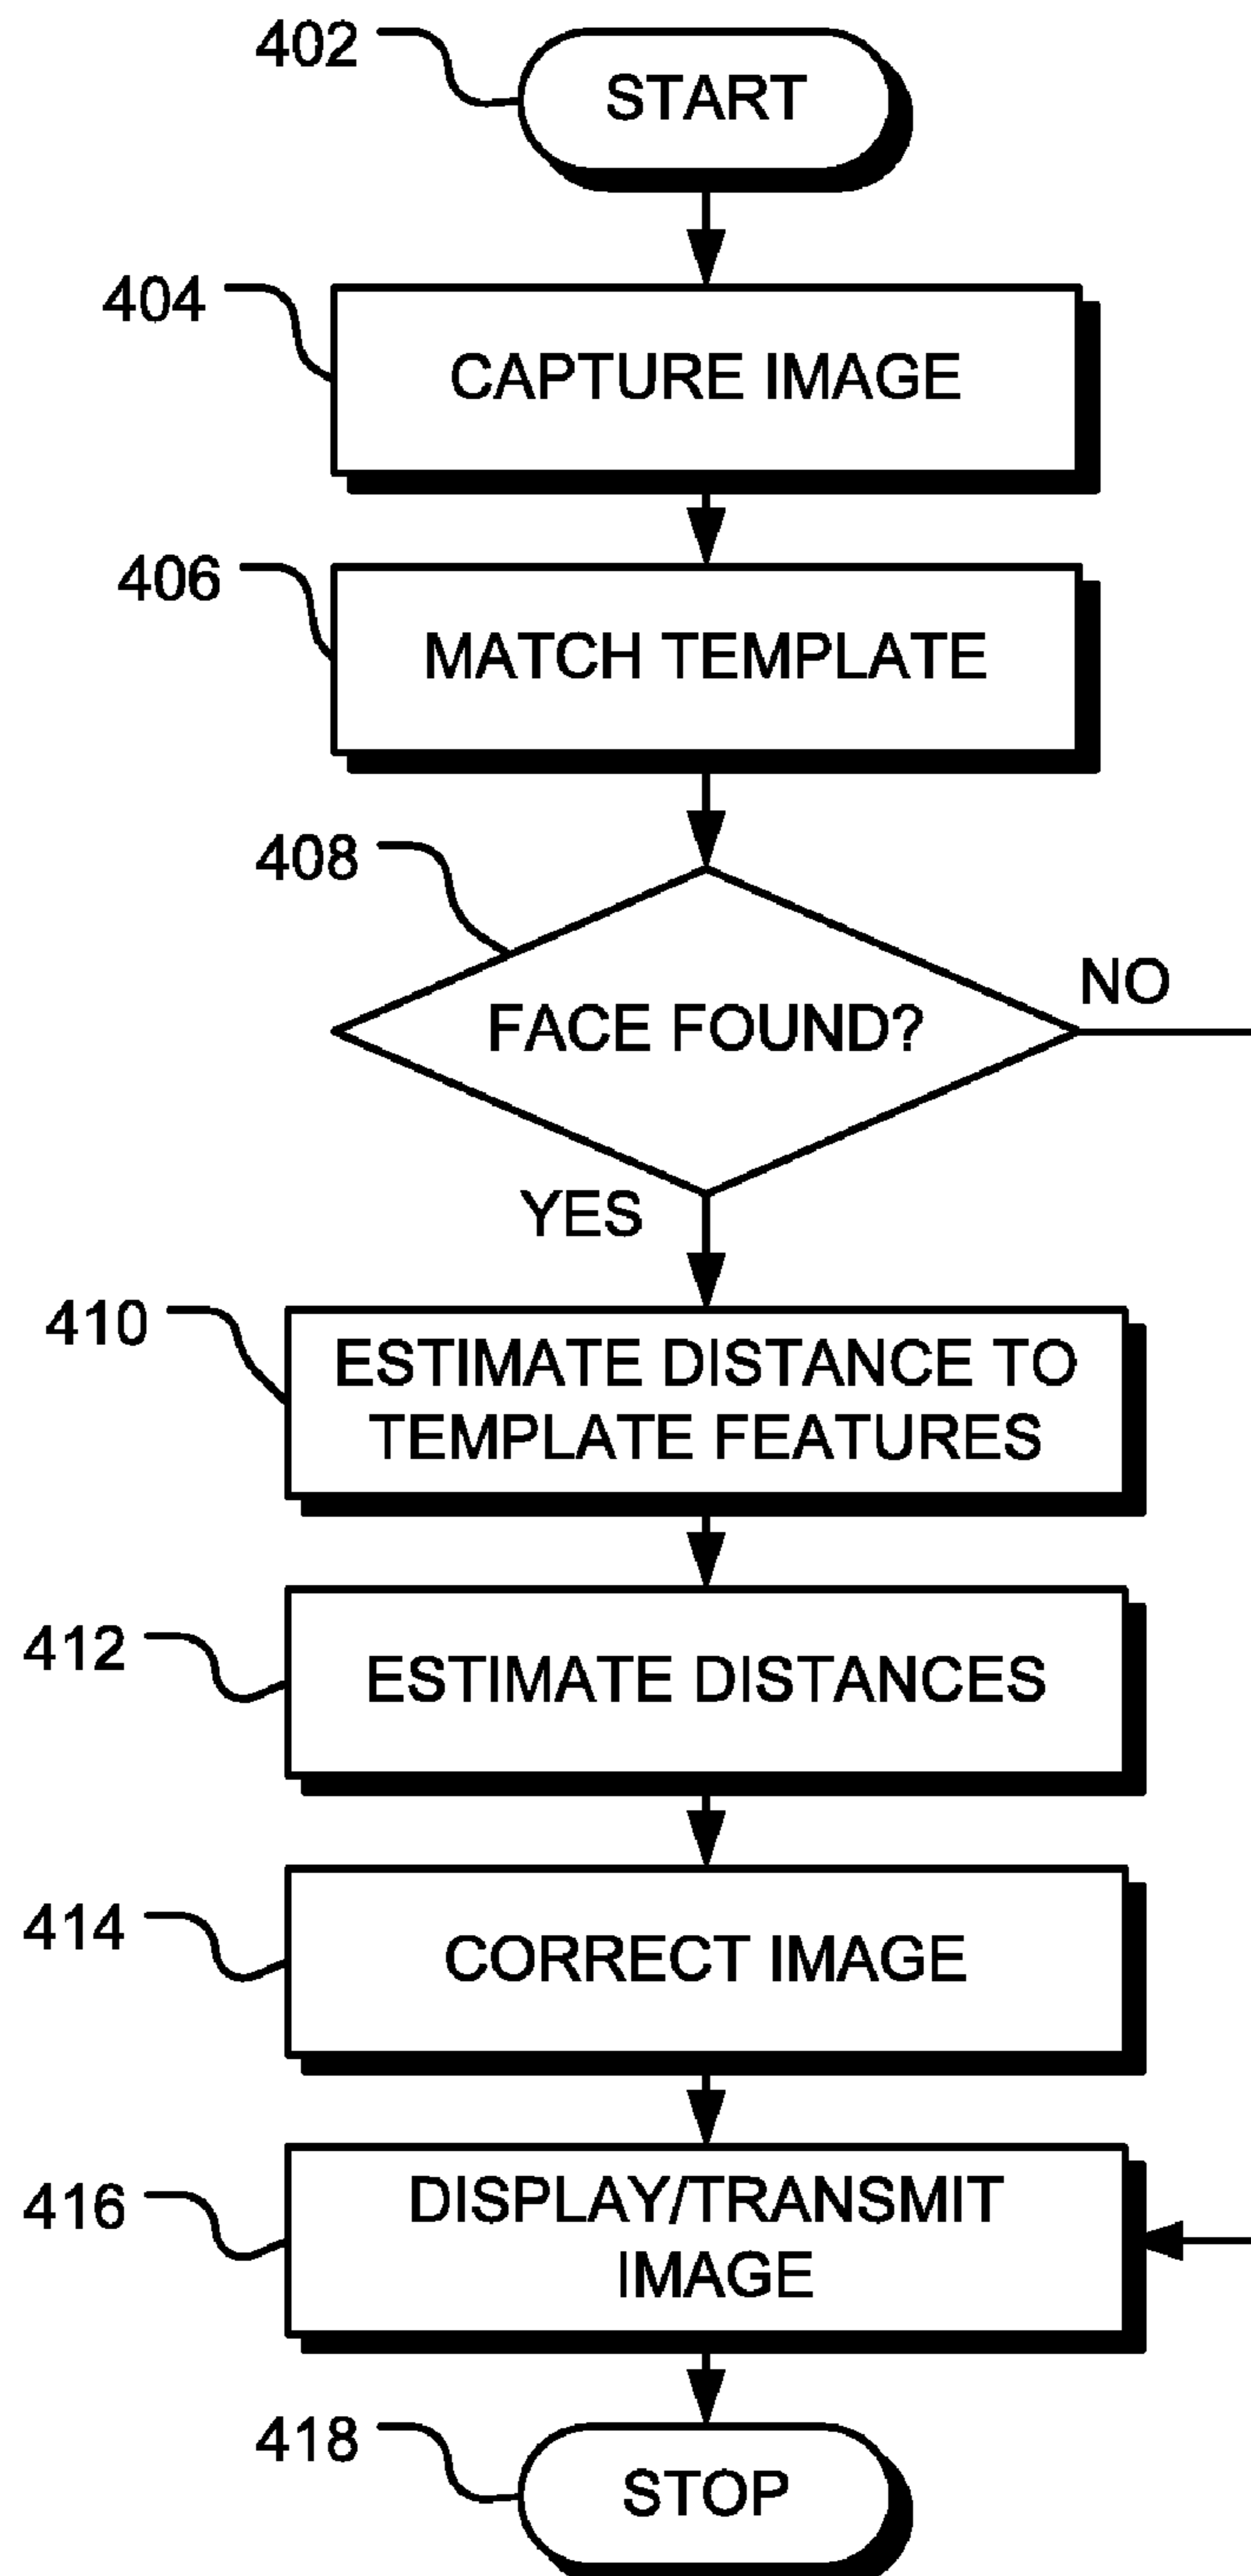 402
START
404
CAPTURE IMAGE
406
MATCH TEMPLATE
408
FACE FOUND?
NO
YES
410
ESTIMATE DISTANCE TO
TEMPLATE FEATURES
412
ESTIMATE DISTANCES
414
CORRECT IMAGE
416
DISPLAY/TRANSMIT
IMAGE
418
STOP